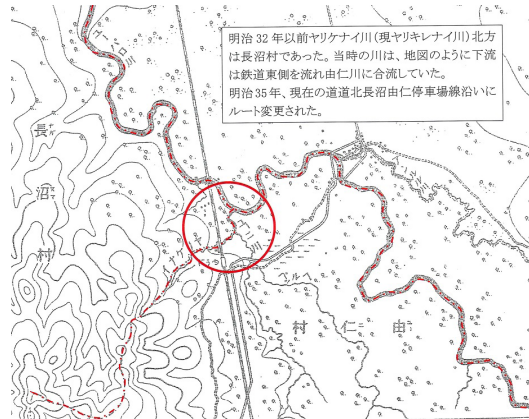 明治32年以前ヤリケナイ川(現ヤリキレナイ川)北方
は長沼村であった。当時の川は、地図のように下流
は鉄道東側を流れ由仁川に合流していた。
明治35年、現在の道道北長沼由仁停車場線沿いに
ルート変更された。
長沼村
村仁由